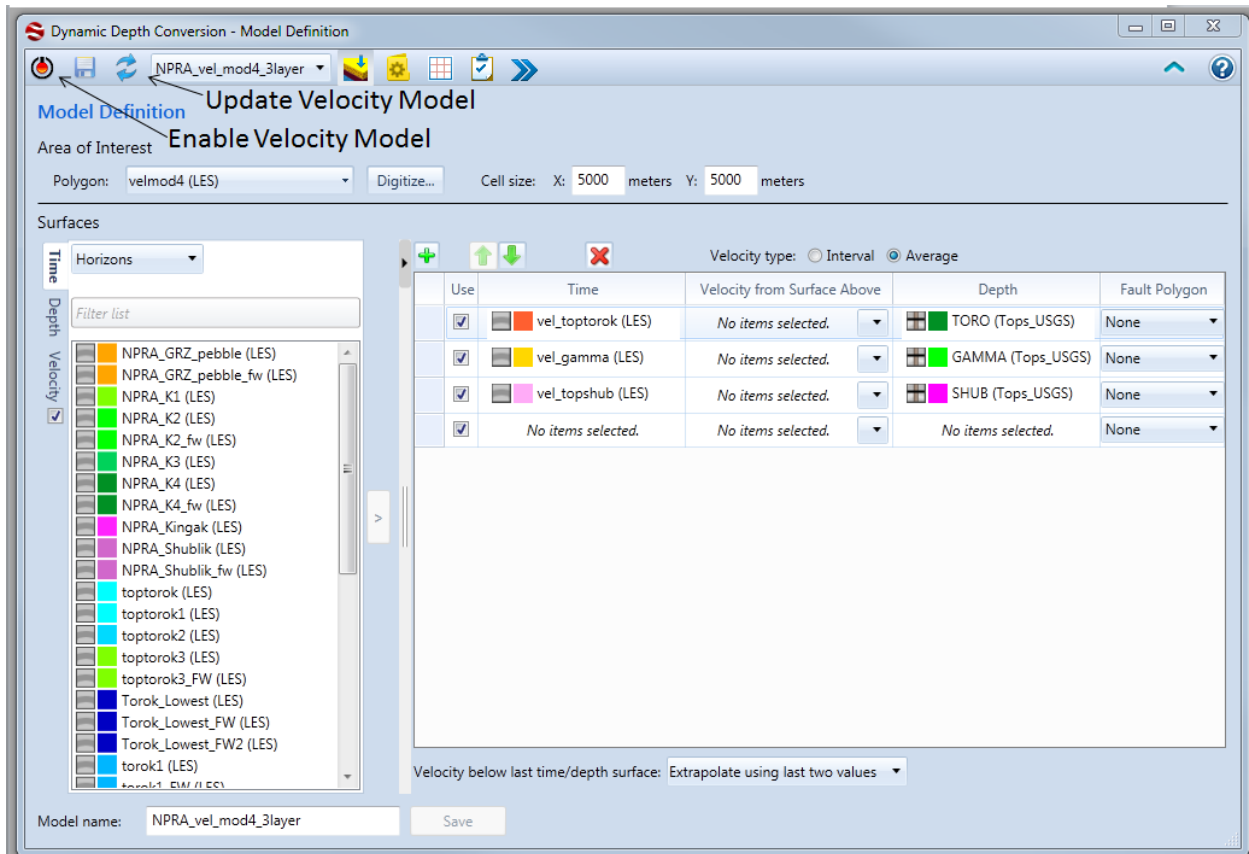 Dynamic Depth Conversion - Model Definition
NPRA_vel_mod4_3layer
Update Velocity Model
Model Definition
Enable Velocity Model
Area of Interest
Polygon: velmod4 (LES) Digitize... Cell size: X: 5000 meters Y: 5000 meters
Surfaces
Time
Depth
Velocity
Horizons
Filter list
NPRA_GRZ_pebble (LES)
NPRA_GRZ_pebble_fw (LES)
NPRA_K1 (LES)
NPRA_K2 (LES)
NPRA_K2_fw (LES)
NPRA_K3 (LES)
NPRA_K4 (LES)
NPRA_K4_fw (LES)
NPRA_Kingak (LES)
NPRA_Shublik (LES)
NPRA_Shublik_fw (LES)
toptorok (LES)
toptorok1 (LES)
toptorok2 (LES)
toptorok3 (LES)
toptorok3_FW (LES)
Torok_Lowest (LES)
Torok_Lowest_FW (LES)
Torok_Lowest_FW2 (LES)
torok1 (LES)
torok1_FW (LES)
>
Velocity type: Interval Average
Use Time Velocity from Surface Above Depth Fault Polygon
vel_toptorok (LES) No items selected. TORO (Tops_USGS) None
vel_gamma (LES) No items selected. GAMMA (Tops_USGS) None
vel_topshub (LES) No items selected. SHUB (Tops_USGS) None
No items selected. No items selected. No items selected. None
Velocity below last time/depth surface: Extrapolate using last two values
Model name: NPRA_vel_mod4_3layer Save